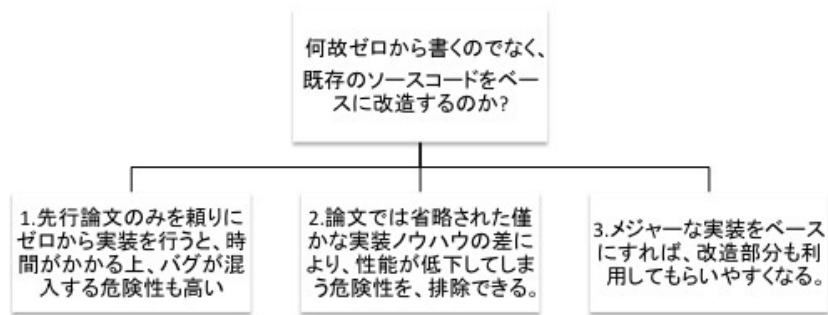 何故ゼロから書くのでなく、
既存のソースコードをベー
スに改造するのか?
1.先行論文のみを頼りに
ゼロから実装を行うと、時
間がかかる上、バグが混
入する危険性も高い
2.論文では省略された僅
かな実装ノウハウの差に
より、性能が低下してしま
う危険性を、排除できる。
3.メジャーな実装をベース
にすれば、改造部分も利
用してもらいやすくなる。